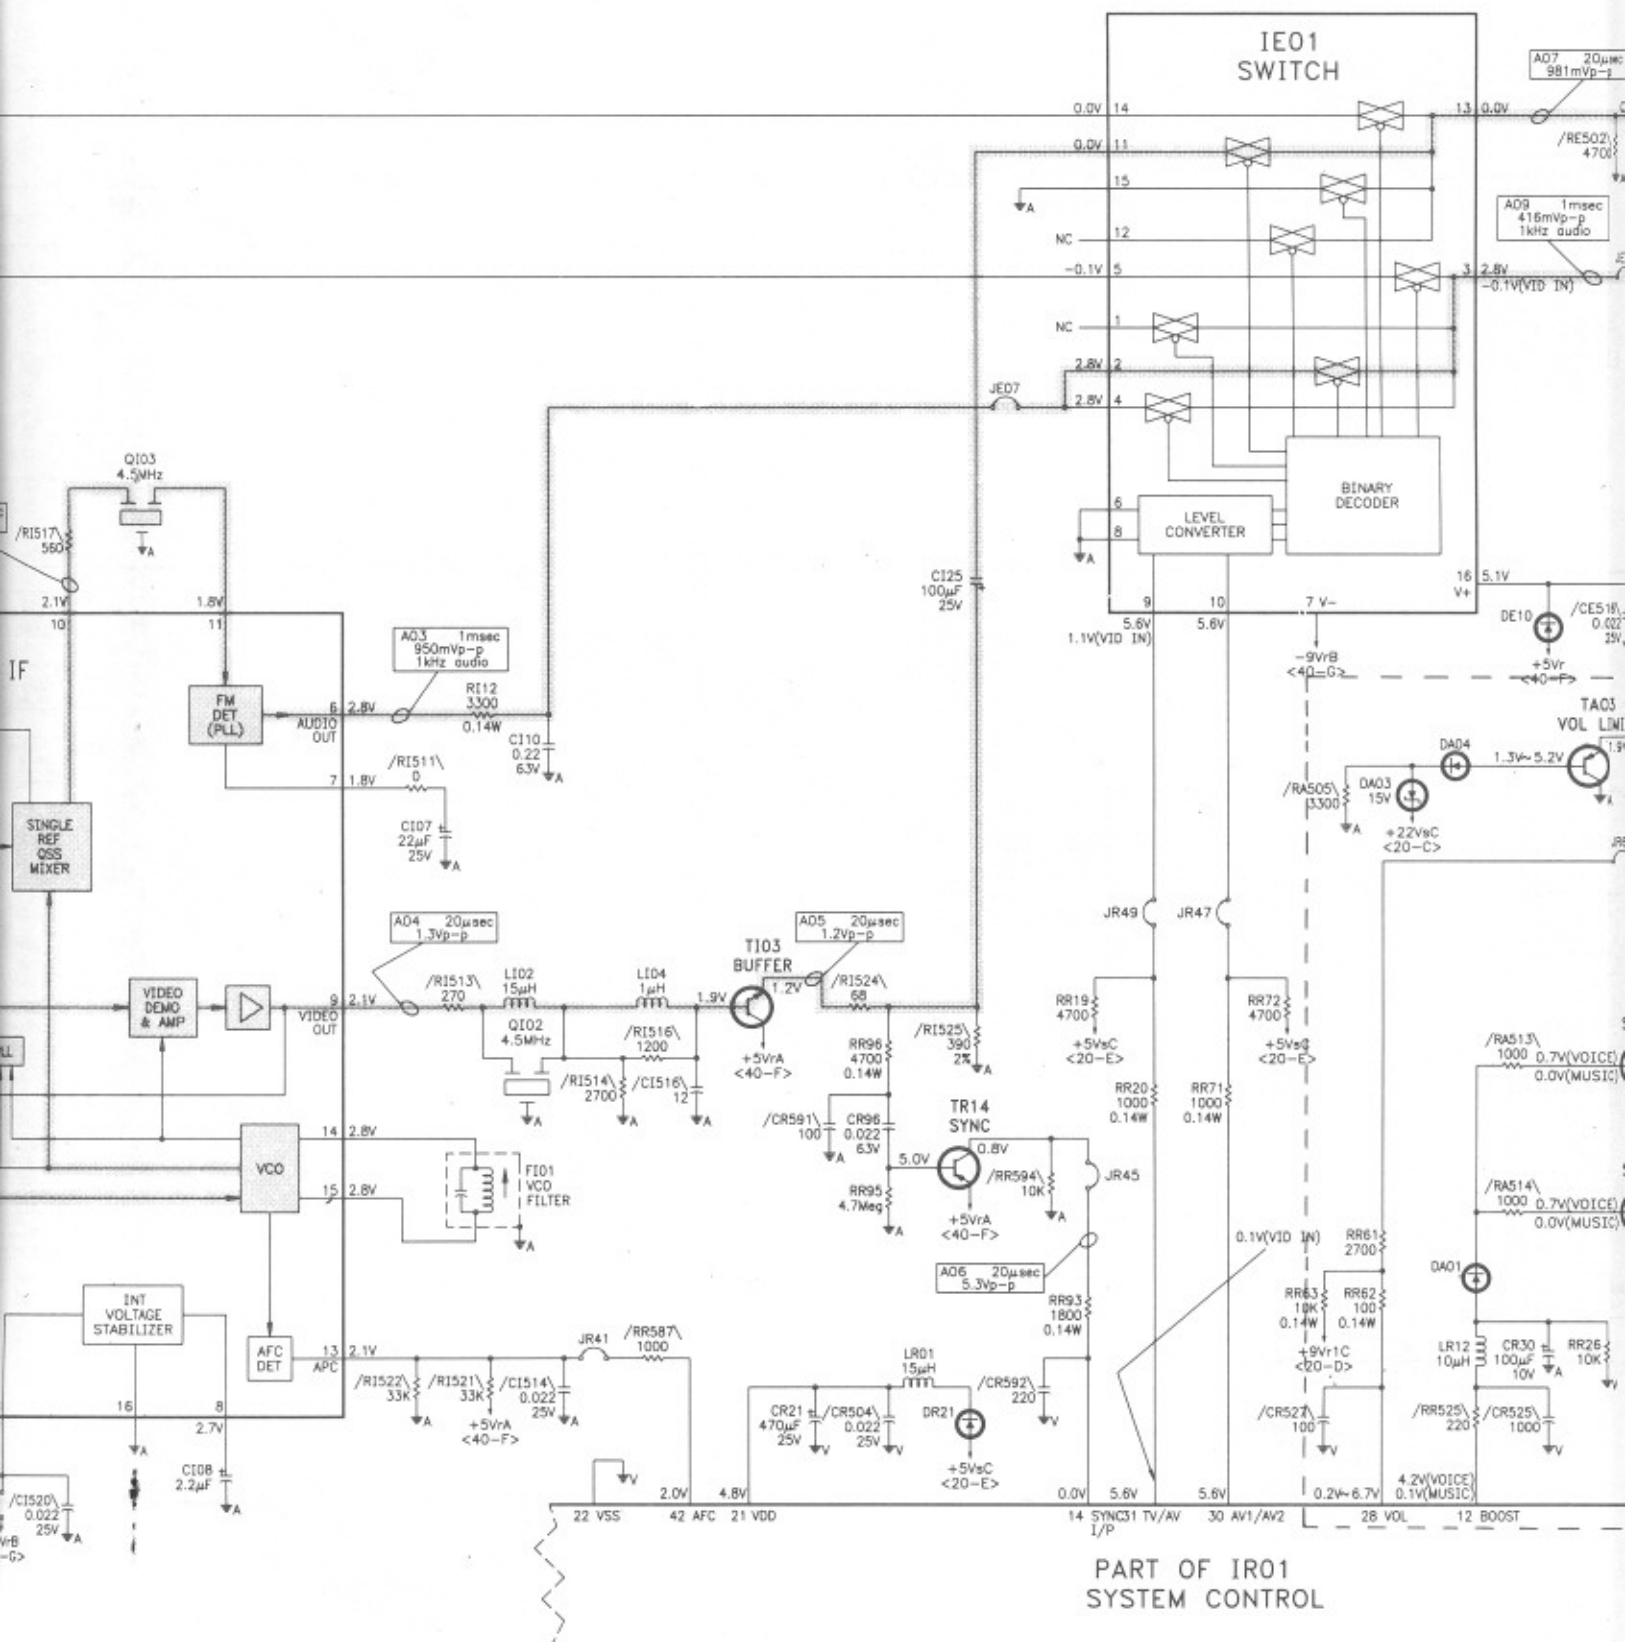 IE01
SWITCH
A07 20µsec
981mVp-p
0.0V 14
13 0.0V
0.0V 11
/RE502\
470
15
A
A09 1msec
416mVp-p
1kHz audio
NC 12
-0.1V 5
3 2.8V
-0.1V(VID IN)
NC 1
2.8V 2
JE07
2.8V 4
QI03
4.5MHz
BINARY
DECODER
6
LEVEL
CONVERTER
8
A
/RI517\
560
A
CI25
100µF
25V
16 5.1V
V+
2.1V
10
1.8V
11
9
5.6V
1.1V(VID IN)
10
5.6V
7 V-
DE10
/CE518\
0.022
25V
-9VrB
<40-G>
+5Vr
<40-F>
IF
A03 1msec
950mVp-p
1kHz audio
FM
DET
(PLL)
6 2.8V
AUDIO
OUT
RI12
3300
0.14W
CI10
0.22
63V
A
TA03
VOL LIMI
DA04
1.3V~5.2V
1.9V
/RA505\
3300
A
DA03
15V
+22VsC
<20-C>
A
7 1.8V
/RI511\
0
CI07
22µF
25V
A
SINGLE
REF
QSS
MIXER
A04 20µsec
1.3Vp-p
A05 20µsec
1.2Vp-p
JR49
JR47
TI03
BUFFER
VIDEO
DEMO
& AMP
9 2.1V
VIDEO
OUT
/RI513\
270
LI02
15µH
LI04
1µH
1.9V
1.2V
/RI524\
68
QI02
4.5MHz
/RI516\
1200
/RI514\
2700
/CI516\
12
+5VrA
<40-F>
RR96
4700
0.14W
/RI525\
390
2%
RR19
4700
+5VsC
<20-E>
RR72
4700
+5VsC
<20-E>
RR20
1000
0.14W
RR71
1000
0.14W
/RA513\
1000
0.7V(VOICE)
0.0V(MUSIC)
/CR591\
100
CR96
0.022
63V
TR14
SYNC
VCO
14 2.8V
15 2.8V
FI01
VCO
FILTER
A
5.0V
0.8V
RR95
4.7Meg
+5VrA
<40-F>
/RR594\
10K
JR45
/RA514\
1000
0.7V(VOICE)
0.0V(MUSIC)
A06 20µsec
5.3Vp-p
0.1V(VID IN)
RR61
2700
DA01
INT
VOLTAGE
STABILIZER
RR93
1800
0.14W
RR63
10K
0.14W
RR62
100
0.14W
+9Vr1C
<20-D>
AFC
DET
13 2.1V
APC
JR41
/RR587\
1000
/RI522\
33K
/RI521\
33K
+5VrA
<40-F>
/CI514\
0.022
25V
LR01
15µH
CR21
470µF
25V
/CR504\
0.022
25V
DR21
+5VsC
<20-E>
/CR592\
220
/CR527\
100
LR12
10µH
CR30
100µF
10V
RR26
10K
/RR525\
220
/CR525\
1000
16
8
2.7V
CI08
2.2µF
A
/CI520\
0.022
25V
A
VrB
-G>
2.0V
4.8V
0.0V
5.6V
5.6V
0.2V~6.7V
4.2V(VOICE)
0.1V(MUSIC)
22 VSS
42 AFC
21 VDD
14 SYNC
I/P
31 TV/AV
30 AV1/AV2
28 VOL
12 BOOST
PART OF IR01
SYSTEM CONTROL